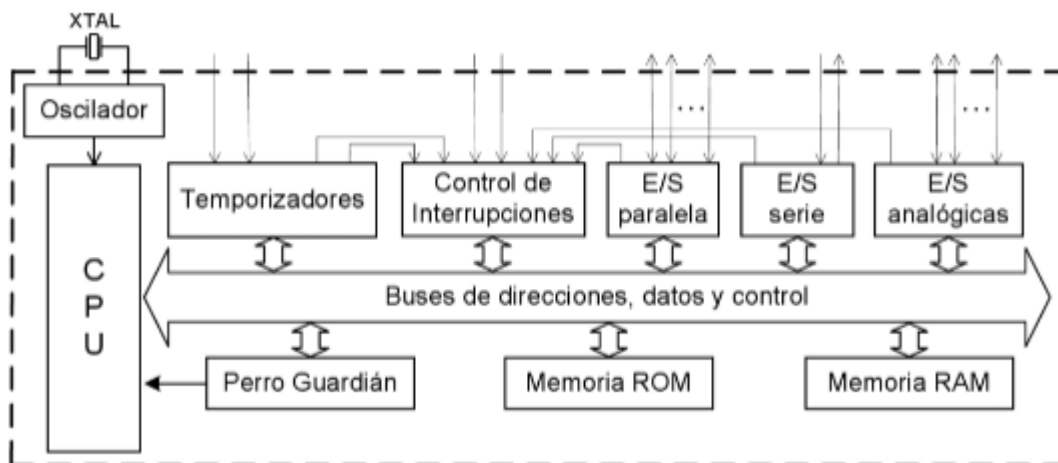 XTAL
Oscilador
...
...
Temporizadores
Control de
Interrupciones
E/S
paralela
E/S
serie
E/S
analógicas
C
P
U
Buses de direcciones, datos y control
Perro Guardián
Memoria ROM
Memoria RAM